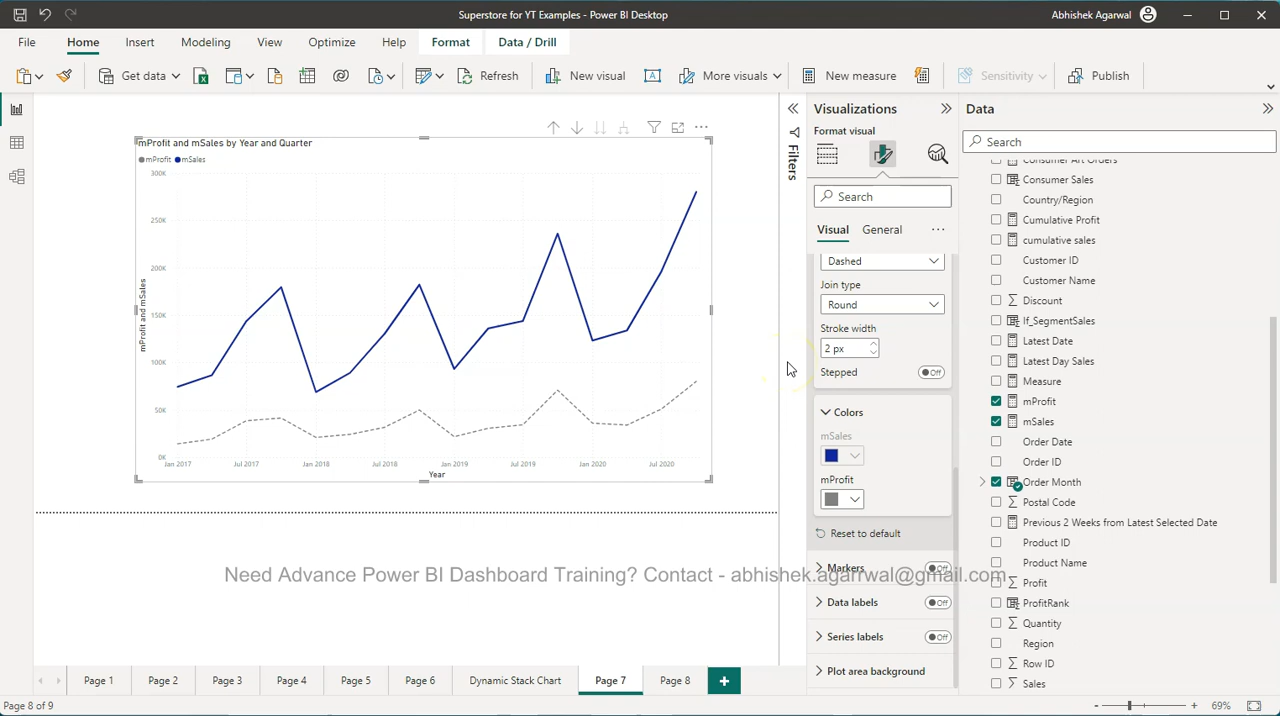 Superstore for YT Examples - Power BI Desktop
Abhishek Agarwal
File Home Insert Modeling View Optimize Help Format Data / Drill
Get data Refresh New visual More visuals New measure Sensitivity Publish
mProfit and mSales by Year and Quarter
mProfit mSales
300K
250K
200K
150K
100K
50K
0K
mProfit and mSales
Jan 2017 Jul 2017 Jan 2018 Jul 2018 Jan 2019 Jul 2019 Jan 2020 Jul 2020
Year
Filters
Visualizations
Format visual
Search
Visual General
Dashed
Join type
Round
Stroke width
2 px
Stepped Off
Colors
mSales
mProfit
Reset to default
Markers Off
Data labels Off
Series labels Off
Plot area background
Data
Search
Consumer Art Orders
Consumer Sales
Country/Region
Cumulative Profit
cumulative sales
Customer ID
Customer Name
Discount
If_SegmentSales
Latest Date
Latest Day Sales
Measure
mProfit
mSales
Order Date
Order ID
Order Month
Postal Code
Previous 2 Weeks from Latest Selected Date
Product ID
Product Name
Profit
ProfitRank
Quantity
Region
Row ID
Sales
Need Advance Power BI Dashboard Training? Contact - abhishek.agarrwal@gmail.com
Page 1 Page 2 Page 3 Page 4 Page 5 Page 6 Dynamic Stack Chart Page 7 Page 8
Page 8 of 9
69%